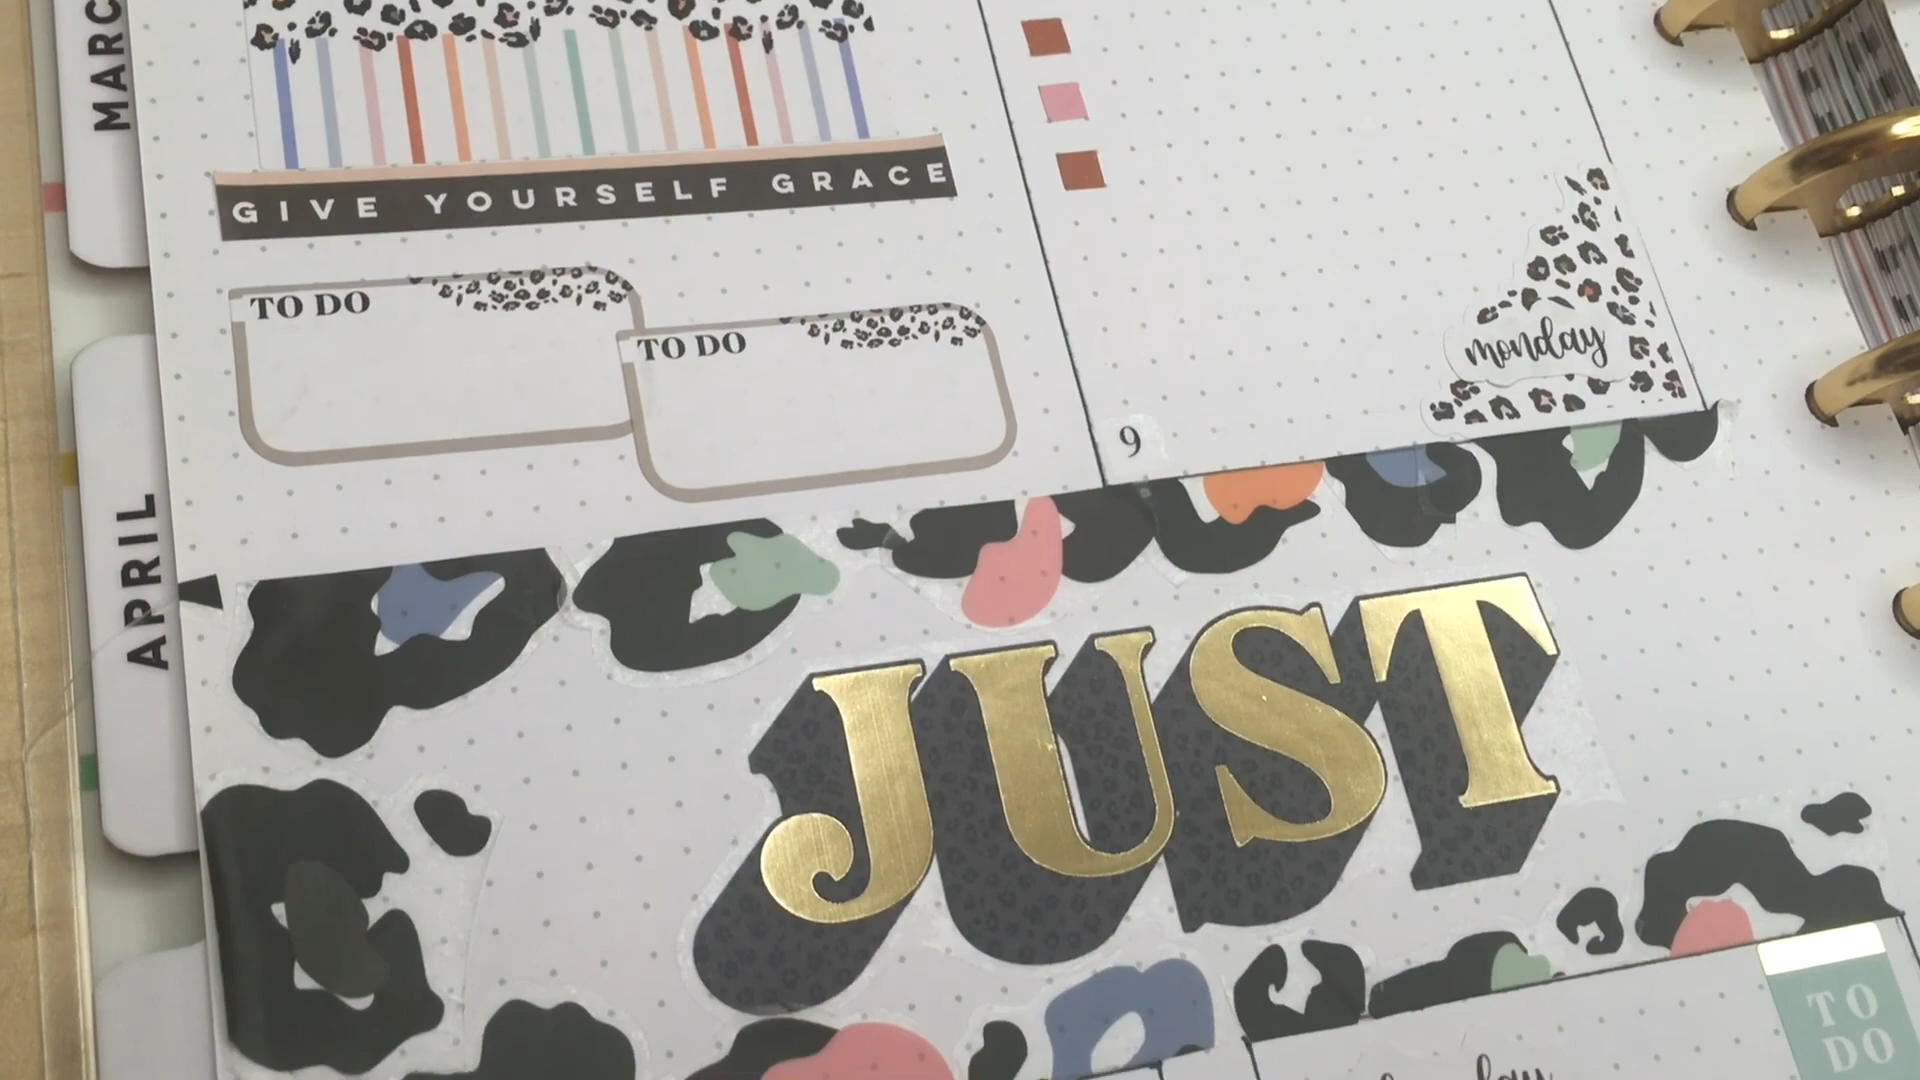 MARC
GIVE YOURSELF GRACE
TO DO
TO DO
monday
9
APRIL
JUST
TO
DO